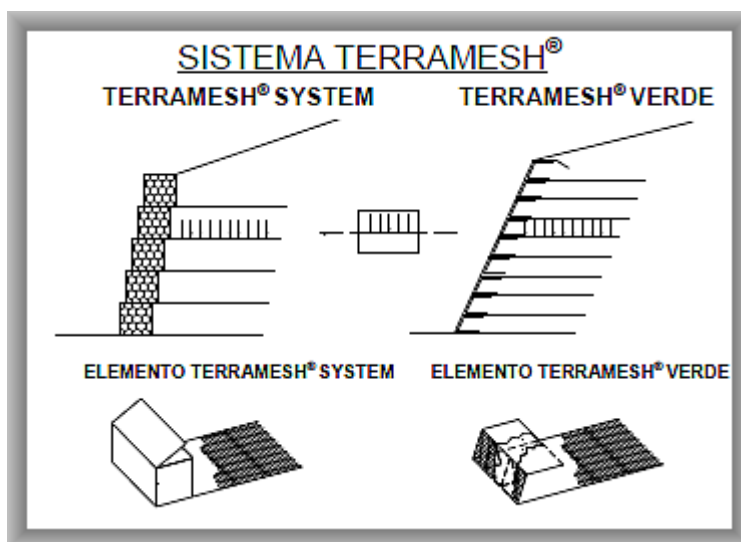 SISTEMA TERRAMESH®
TERRAMESH® SYSTEM
TERRAMESH® VERDE
ELEMENTO TERRAMESH® SYSTEM
ELEMENTO TERRAMESH® VERDE